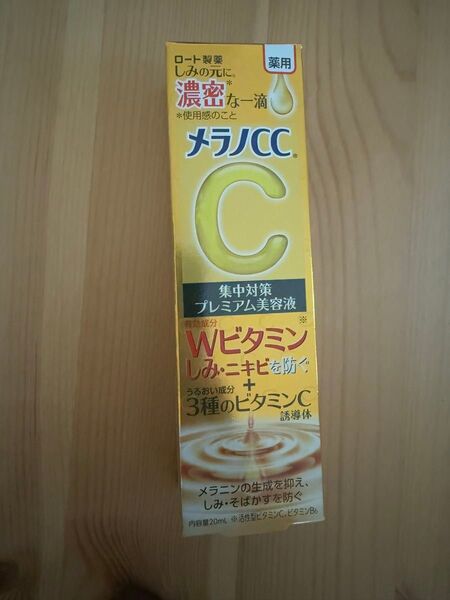 ロート製薬
薬用
しみの元に。
濃密*な一滴
*使用感のこと
メラノCC®
C
集中対策
プレミアム美容液
有効成分
※
Wビタミン
しみ・ニキビを防ぐ
+
うるおい成分
3種のビタミンC
誘導体
メラニンの生成を抑え、
しみ・そばかすを防ぐ
内容量20mL ※活性型ビタミンC、ビタミンB6